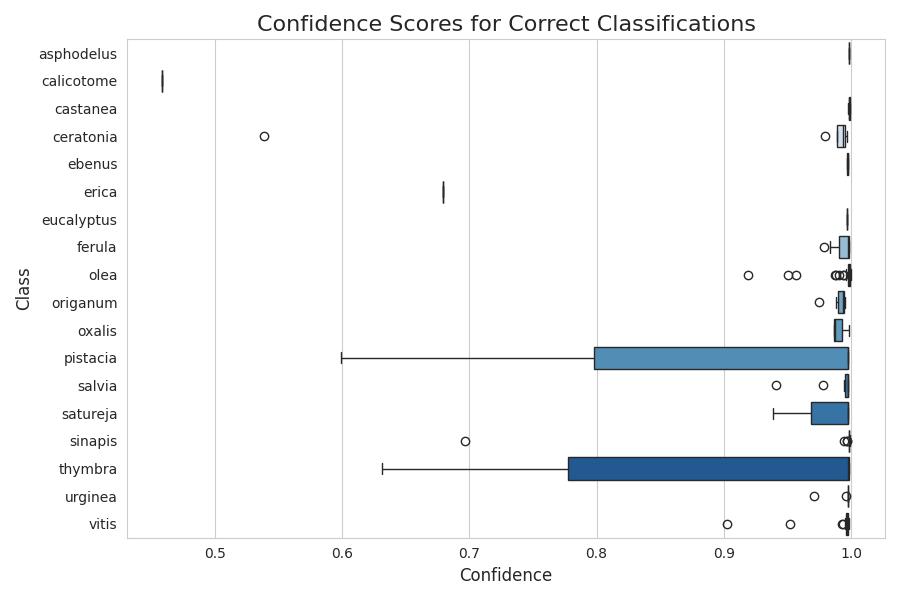 Confidence Scores for Correct Classifications
Class
asphodelus
calicotome
castanea
ceratonia
ebenus
erica
eucalyptus
ferula
olea
origanum
oxalis
pistacia
salvia
satureja
sinapis
thymbra
urginea
vitis
0.5 0.6 0.7 0.8 0.9 1.0
Confidence